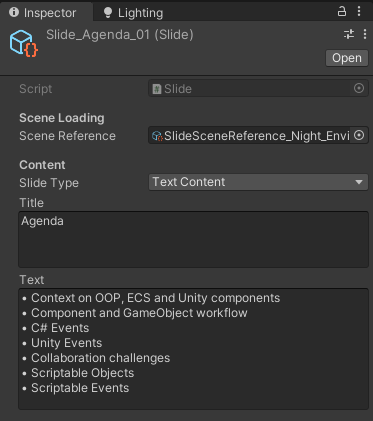 Inspector
Lighting
Slide_Agenda_01 (Slide)
Open
Script
Slide
Scene Loading
Scene Reference
SlideSceneReference_Night_Envi
Content
Slide Type
Text Content
Title
Agenda
Text
• Context on OOP, ECS and Unity components
• Component and GameObject workflow
• C# Events
• Unity Events
• Collaboration challenges
• Scriptable Objects
• Scriptable Events